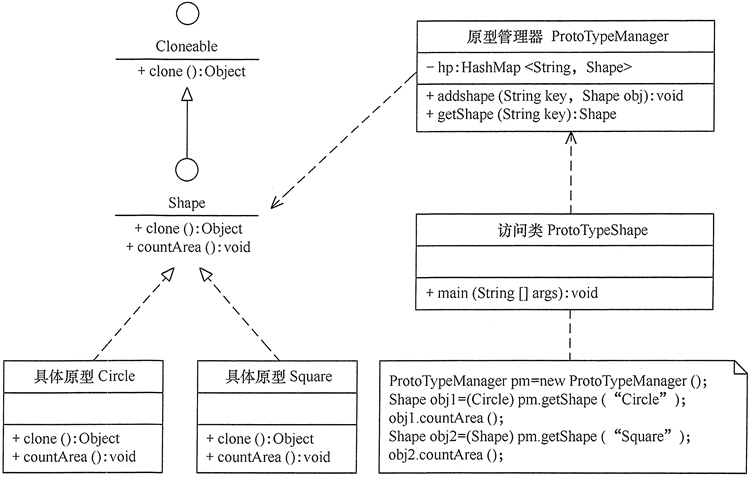 Cloneable
+ clone ( ) : Object
Shape
+ clone ( ) : Object
+ countArea ( ) : void
具体原型 Circle
+ clone ( ) : Object
+ countArea ( ) : void
具体原型 Square
+ clone ( ) : Object
+ countArea ( ) : void
原型管理器 ProtoTypeManager
− hp : HashMap <String，Shape>
+ addshape (String key，Shape obj) : void
+ getShape (String key) : Shape
访问类 ProtoTypeShape
+ main (String [] args) : void
ProtoTypeManager pm=new ProtoTypeManager ( );
Shape obj1=(Circle) pm.getShape (“Circle”);
obj1.countArea ( );
Shape obj2=(Shape) pm.getShape (“Square”);
obj2.countArea ( );